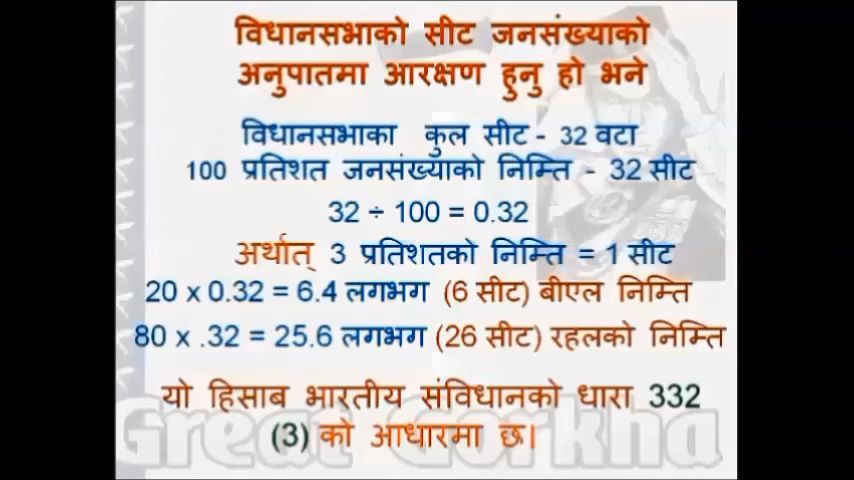 विधानसभाको सीट जनसंख्याको
अनुपातमा आरक्षण हुनु हो भने
विधानसभाका कुल सीट - 32 वटा
100 प्रतिशत जनसंख्याको निम्ति - 32 सीट
32 ÷ 100 = 0.32
अर्थात् 3 प्रतिशतको निम्ति = 1 सीट
20 x 0.32 = 6.4 लगभग (6 सीट) बीएल निम्ति
80 x .32 = 25.6 लगभग (26 सीट) रहलको निम्ति
यो हिसाब भारतीय संविधानको धारा 332
(3) को आधारमा छ।
Great Gorkha